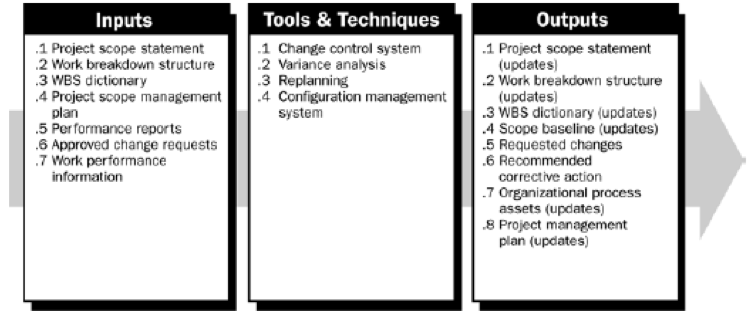 Inputs
.1 Project scope statement
.2 Work breakdown structure
.3 WBS dictionary
.4 Project scope management
plan
.5 Performance reports
.6 Approved change requests
.7 Work performance
information
Tools & Techniques
.1 Change control system
.2 Variance analysis
.3 Replanning
.4 Configuration management
system
Outputs
.1 Project scope statement
(updates)
.2 Work breakdown structure
(updates)
.3 WBS dictionary (updates)
.4 Scope baseline (updates)
.5 Requested changes
.6 Recommended
corrective action
.7 Organizational process
assets (updates)
.8 Project management
plan (updates)